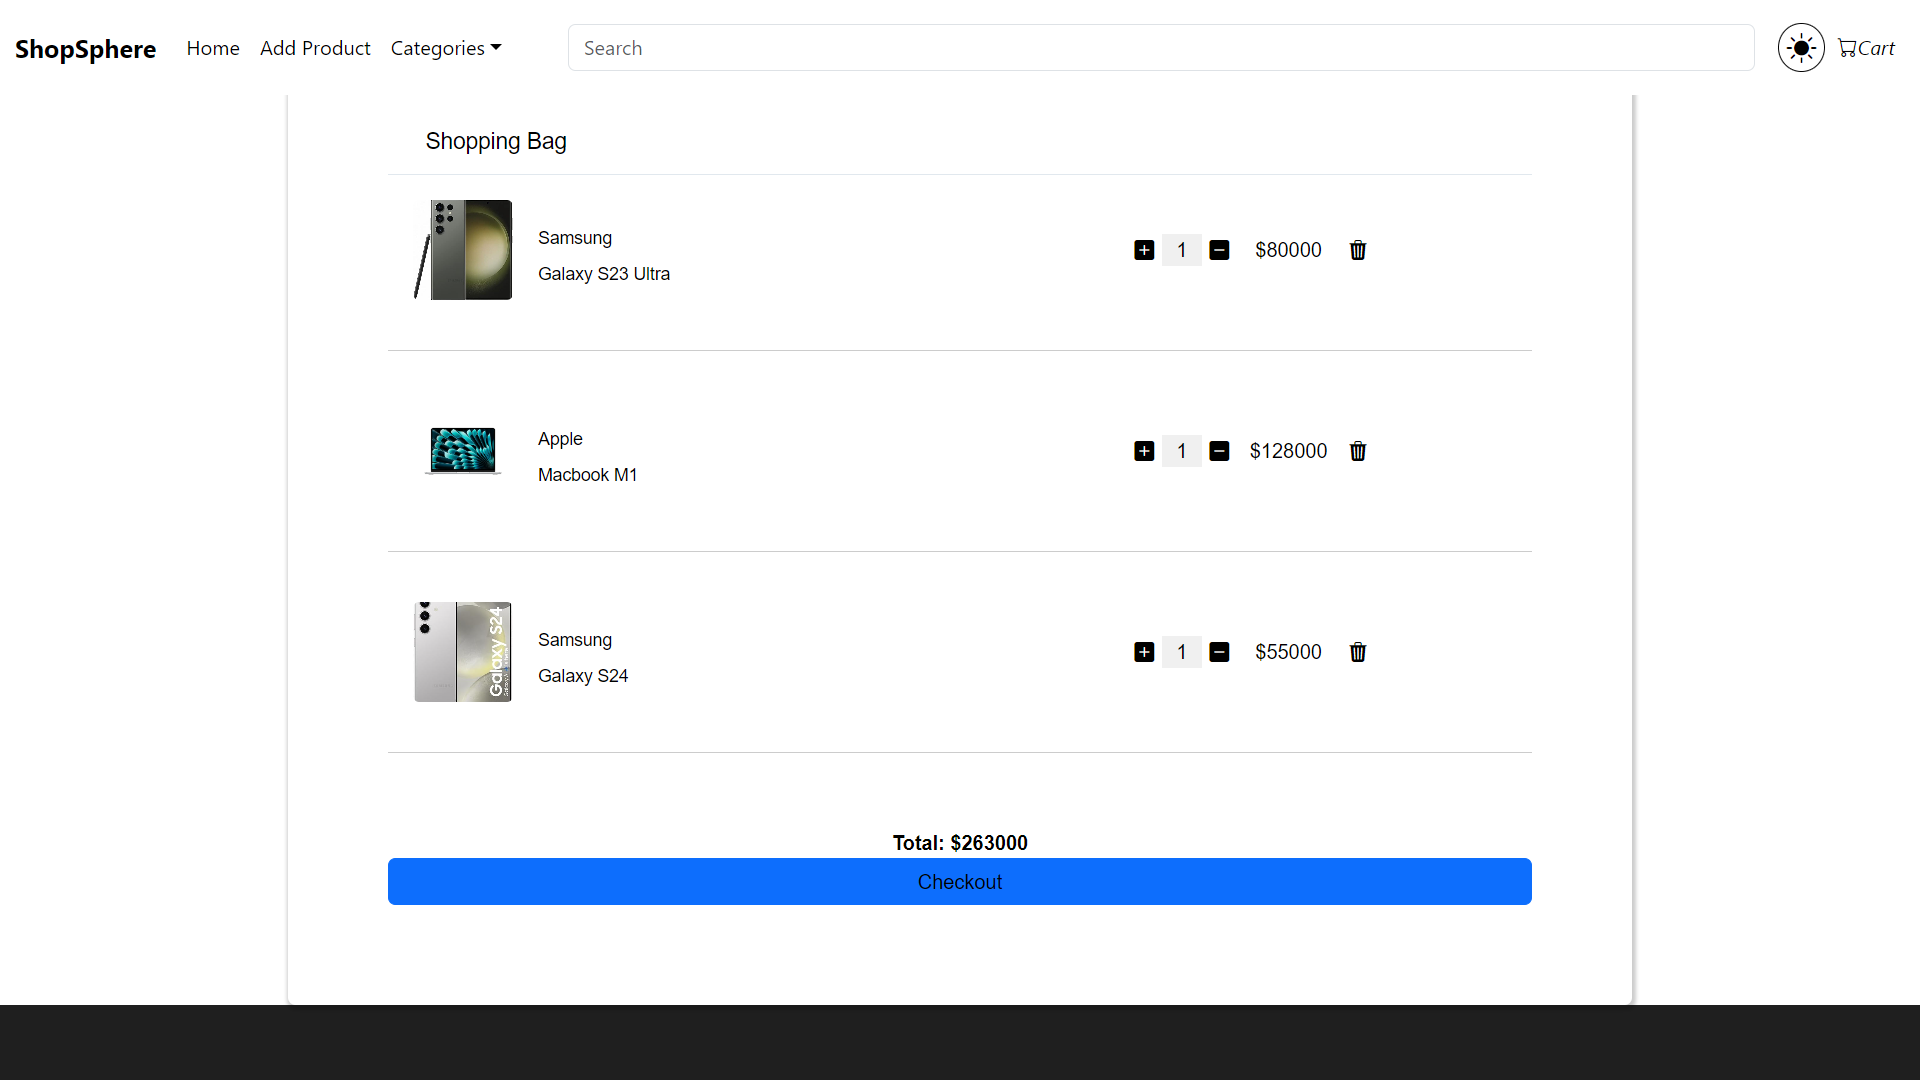 ShopSphere Home Add Product Categories Search Cart
Shopping Bag
Samsung
Galaxy S23 Ultra
1 $80000
Apple
Macbook M1
1 $128000
Galaxy S24
Samsung
Galaxy S24
1 $55000
Total: $263000
Checkout